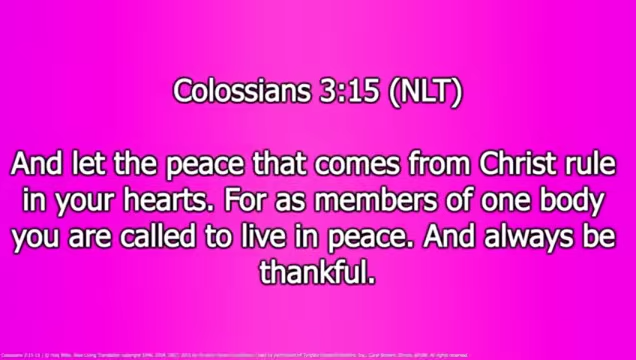 Colossians 3:15 (NLT)
And let the peace that comes from Christ rule
in your hearts. For as members of one body
you are called to live in peace. And always be
thankful.